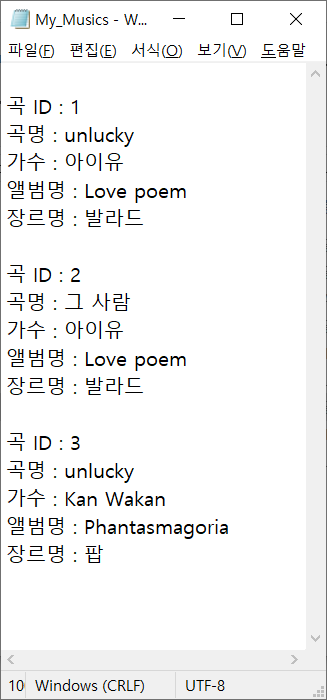 My_Musics - W...
파일(F) 편집(E) 서식(O) 보기(V) 도움말
곡 ID : 1
곡명 : unlucky
가수 : 아이유
앨범명 : Love poem
장르명 : 발라드
곡 ID : 2
곡명 : 그 사람
가수 : 아이유
앨범명 : Love poem
장르명 : 발라드
곡 ID : 3
곡명 : unlucky
가수 : Kan Wakan
앨범명 : Phantasmagoria
장르명 : 팝
Windows (CRLF) UTF-8